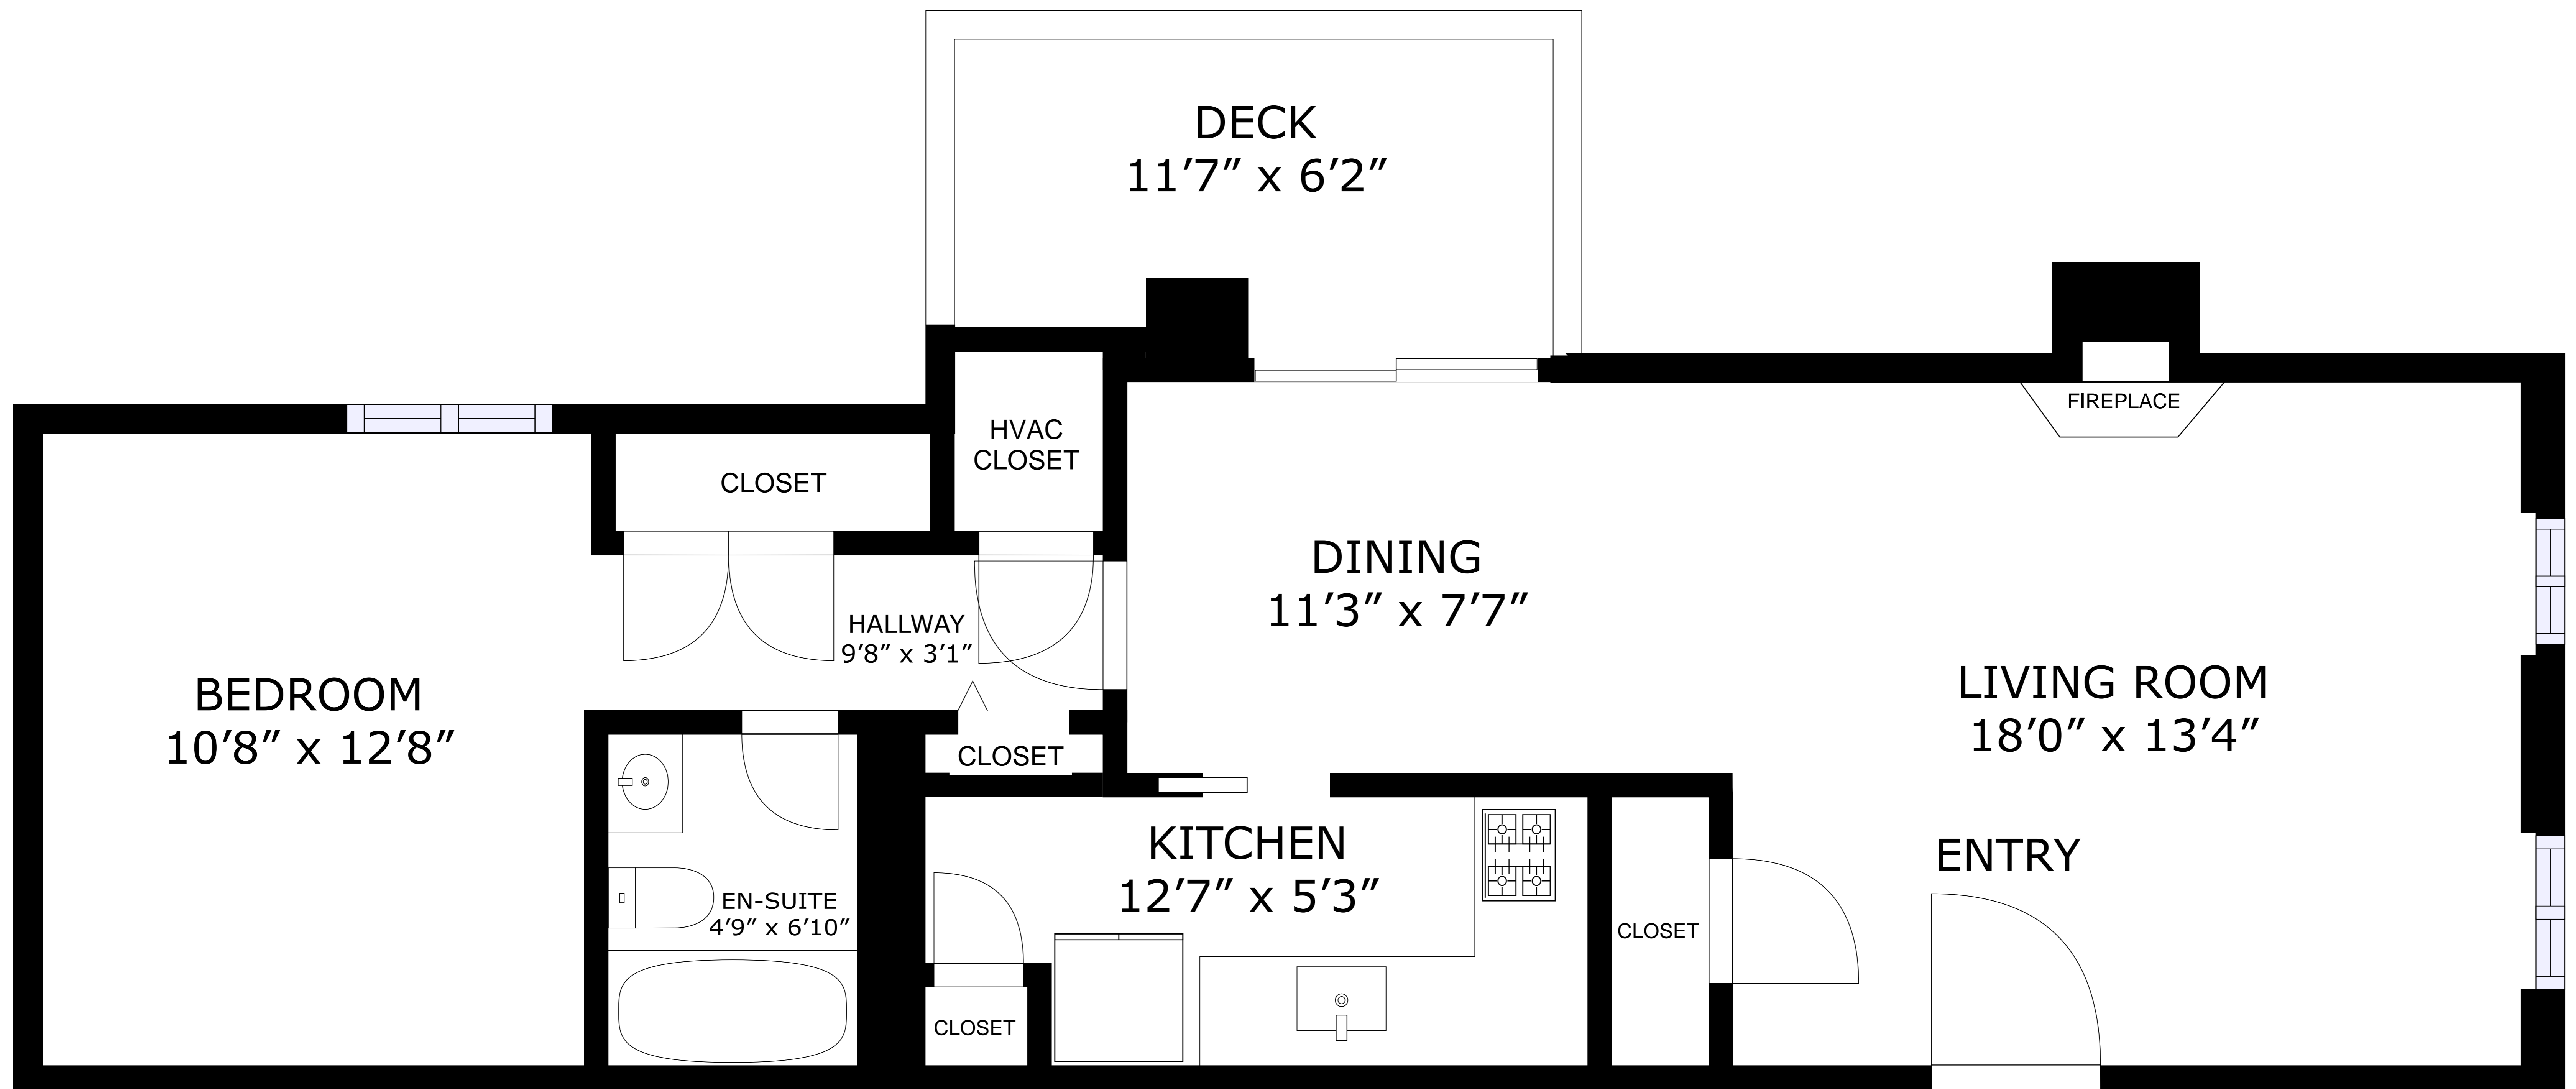 DECK
11’7” x 6’2”
FIREPLACE
HVAC
CLOSET
CLOSET
DINING
11’3” x 7’7”
HALLWAY
9’8” x 3’1”
BEDROOM
10’8” x 12’8”
LIVING ROOM
18’0” x 13’4”
CLOSET
KITCHEN
12’7” x 5’3”
ENTRY
EN-SUITE
4’9” x 6’10”
CLOSET
CLOSET